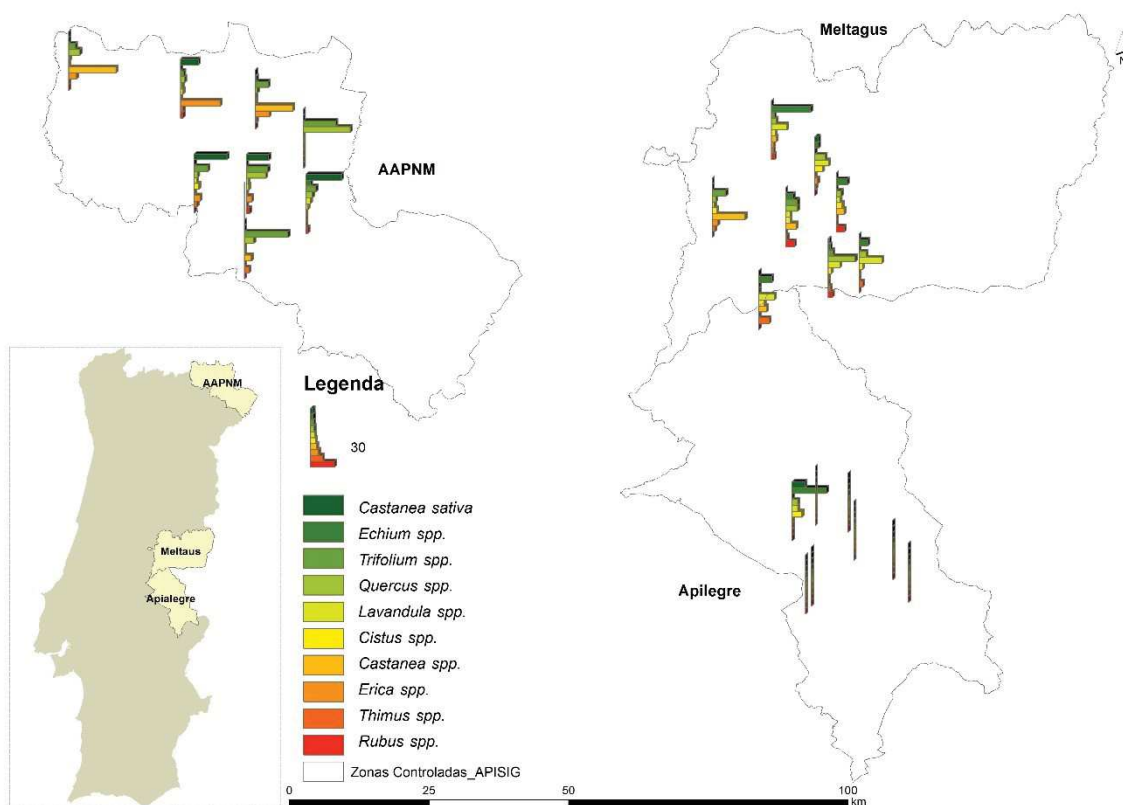 Meltagus
AAPNM
AAPNM
Meltaus
Apialegre
Legenda
30
Castanea sativa
Echium spp.
Trifolium spp.
Quercus spp.
Lavandula spp.
Cistus spp.
Castanea spp.
Erica spp.
Thimus spp.
Rubus spp.
Zonas Controladas_APISIG
Apilegre
0 25 50 100
km